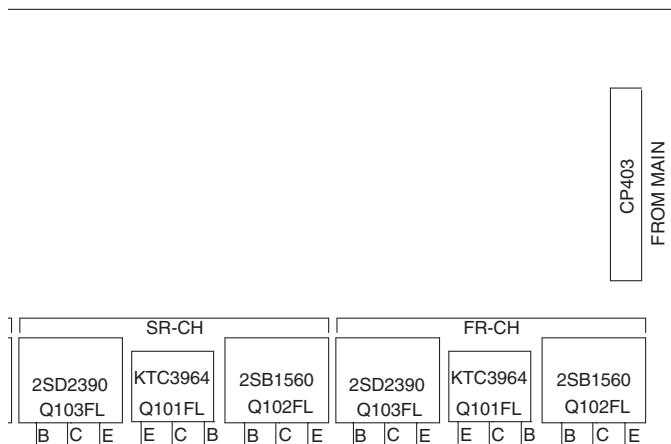 CP403
FROM MAIN
SR-CH
FR-CH
2SD2390
Q103FL
KTC3964
Q101FL
2SB1560
Q102FL
2SD2390
Q103FL
KTC3964
Q101FL
2SB1560
Q102FL
B C E
E C B
B C E
B C E
E C B
B C E